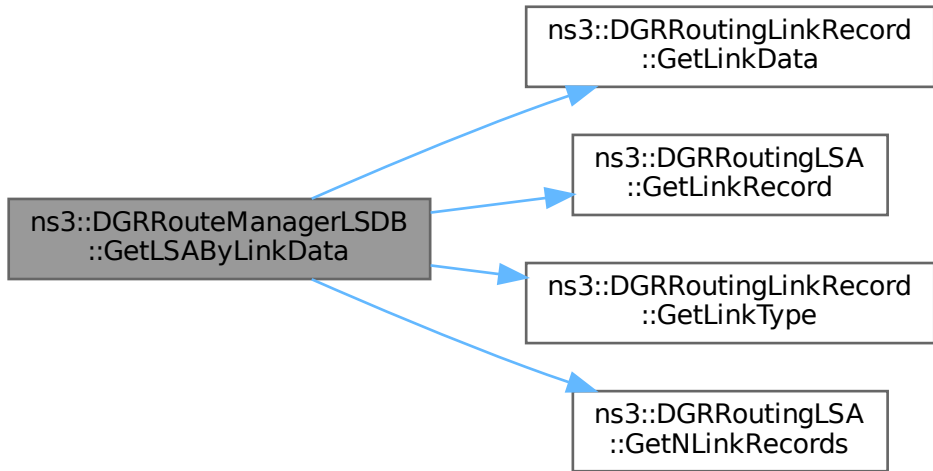 ns3::DGRRouteManagerLSDB
::GetLSAByLinkData
ns3::DGRRoutingLinkRecord
::GetLinkData
ns3::DGRRoutingLSA
::GetLinkRecord
ns3::DGRRoutingLinkRecord
::GetLinkType
ns3::DGRRoutingLSA
::GetNLinkRecords